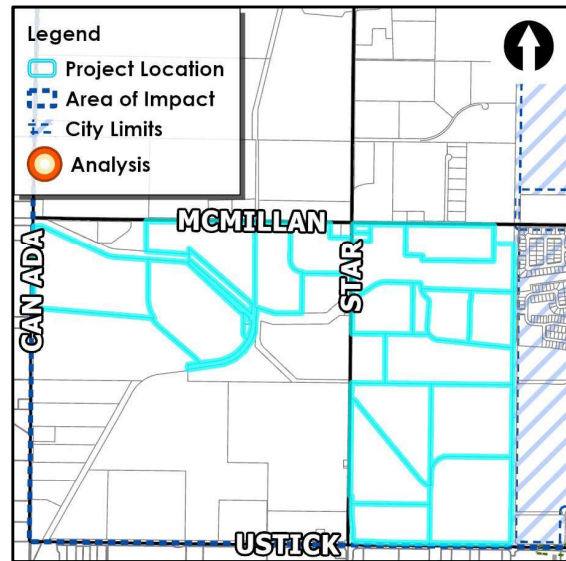 Legend
Project Location
Area of Impact
City Limits
Analysis
MCMILLAN
CAN ADA
STAR
USTICK